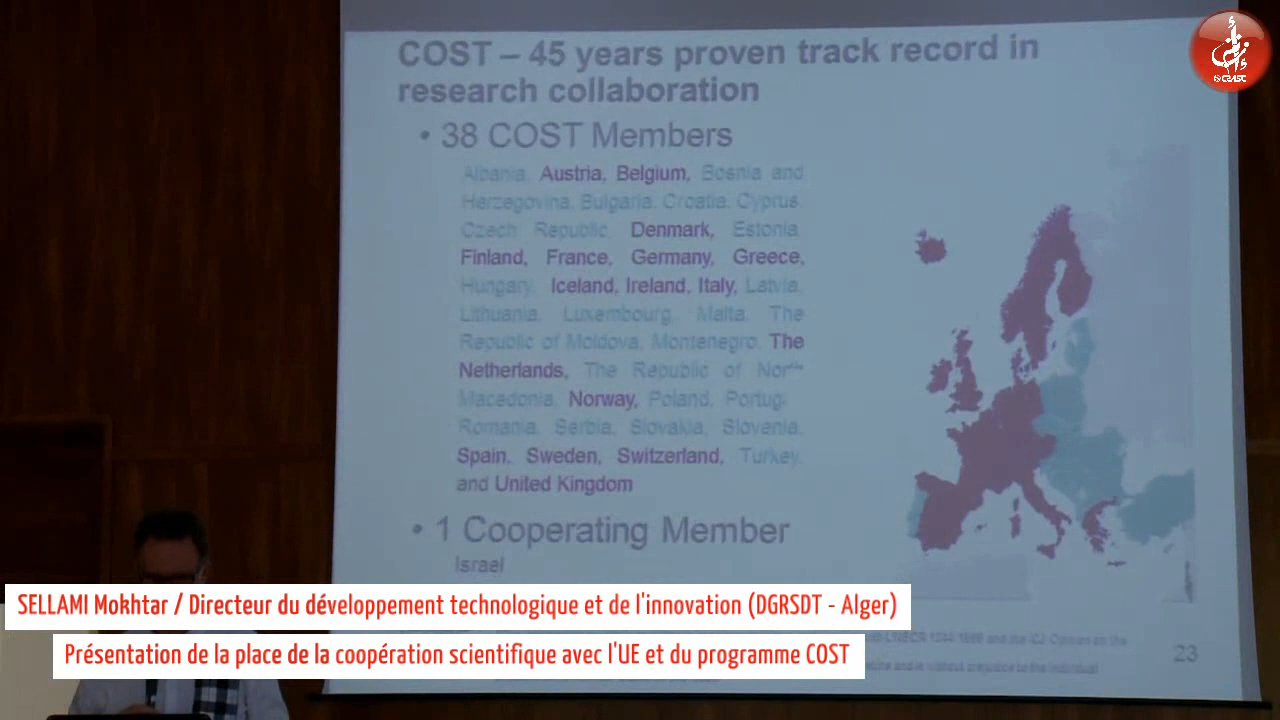 COST – 45 years proven track record in
research collaboration
• 38 COST Members
Albania, Austria, Belgium, Bosnia and
Herzegovina, Bulgaria, Croatia, Cyprus,
Czech Republic, Denmark, Estonia,
Finland, France, Germany, Greece,
Hungary, Iceland, Ireland, Italy, Latvia,
Lithuania, Luxembourg, Malta, The
Republic of Moldova, Montenegro, The
Netherlands, The Republic of North
Macedonia, Norway, Poland,
Romania, Serbia, Slovakia, Slovenia,
Spain, Sweden, Switzerland, Turkey,
and United Kingdom
• 1 Cooperating Member
Israel
SELLAMI Mokhtar / Directeur du développement technologique et de l'innovation (DGRSDT - Alger)
Présentation de la place de la coopération scientifique avec l'UE et du programme COST
23